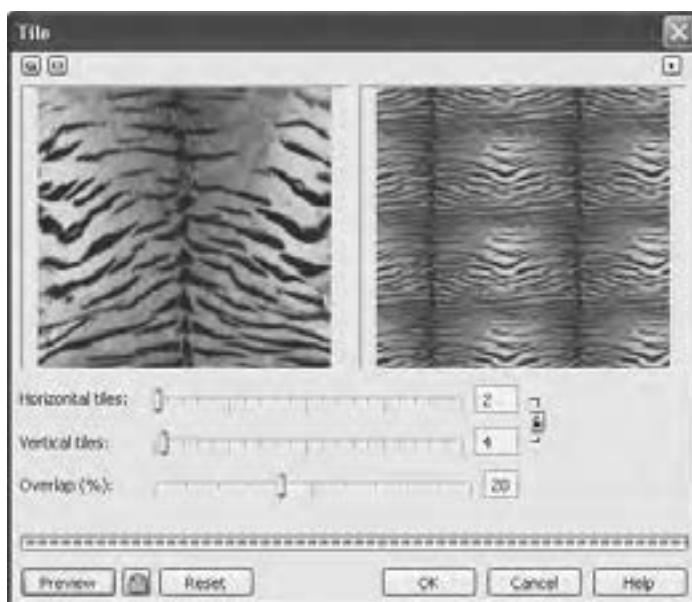 Tile
Horizontal tiles: 2
Vertical tiles: 4
Overlap (%): 20
Preview Reset OK Cancel Help